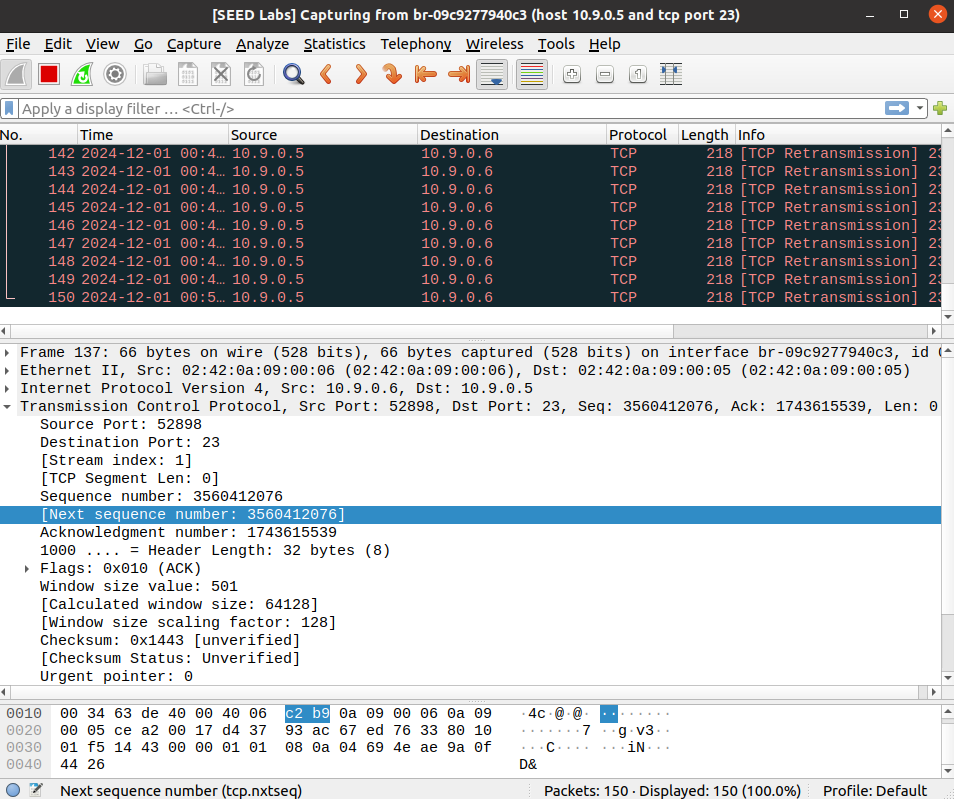 [SEED Labs] Capturing from br-09c9277940c3 (host 10.9.0.5 and tcp port 23)
File Edit View Go Capture Analyze Statistics Telephony Wireless Tools Help
Apply a display filter … <Ctrl-/>
No. Time Source Destination Protocol Length Info
142 2024-12-01 00:4… 10.9.0.5 10.9.0.6 TCP 218 [TCP Retransmission] 23
143 2024-12-01 00:4… 10.9.0.5 10.9.0.6 TCP 218 [TCP Retransmission] 23
144 2024-12-01 00:4… 10.9.0.5 10.9.0.6 TCP 218 [TCP Retransmission] 23
145 2024-12-01 00:4… 10.9.0.5 10.9.0.6 TCP 218 [TCP Retransmission] 23
146 2024-12-01 00:4… 10.9.0.5 10.9.0.6 TCP 218 [TCP Retransmission] 23
147 2024-12-01 00:4… 10.9.0.5 10.9.0.6 TCP 218 [TCP Retransmission] 23
148 2024-12-01 00:4… 10.9.0.5 10.9.0.6 TCP 218 [TCP Retransmission] 23
149 2024-12-01 00:4… 10.9.0.5 10.9.0.6 TCP 218 [TCP Retransmission] 23
150 2024-12-01 00:5… 10.9.0.5 10.9.0.6 TCP 218 [TCP Retransmission] 23
Frame 137: 66 bytes on wire (528 bits), 66 bytes captured (528 bits) on interface br-09c9277940c3, id 0
Ethernet II, Src: 02:42:0a:09:00:06 (02:42:0a:09:00:06), Dst: 02:42:0a:09:00:05 (02:42:0a:09:00:05)
Internet Protocol Version 4, Src: 10.9.0.6, Dst: 10.9.0.5
Transmission Control Protocol, Src Port: 52898, Dst Port: 23, Seq: 3560412076, Ack: 1743615539, Len: 0
Source Port: 52898
Destination Port: 23
[Stream index: 1]
[TCP Segment Len: 0]
Sequence number: 3560412076
[Next sequence number: 3560412076]
Acknowledgment number: 1743615539
1000 .... = Header Length: 32 bytes (8)
Flags: 0x010 (ACK)
Window size value: 501
[Calculated window size: 64128]
[Window size scaling factor: 128]
Checksum: 0x1443 [unverified]
[Checksum Status: Unverified]
Urgent pointer: 0
0010 00 34 63 de 40 00 40 06 c2 b9 0a 09 00 06 0a 09 ·4c·@·@· ········
0020 00 05 ce a2 00 17 d4 37 93 ac 67 ed 76 33 80 10 ·······7 ··g·v3··
0030 01 f5 14 43 00 00 01 01 08 0a 04 69 4e ae 9a 0f ···C···· ···iN···
0040 44 26 D&
Next sequence number (tcp.nxtseq) Packets: 150 · Displayed: 150 (100.0%) Profile: Default